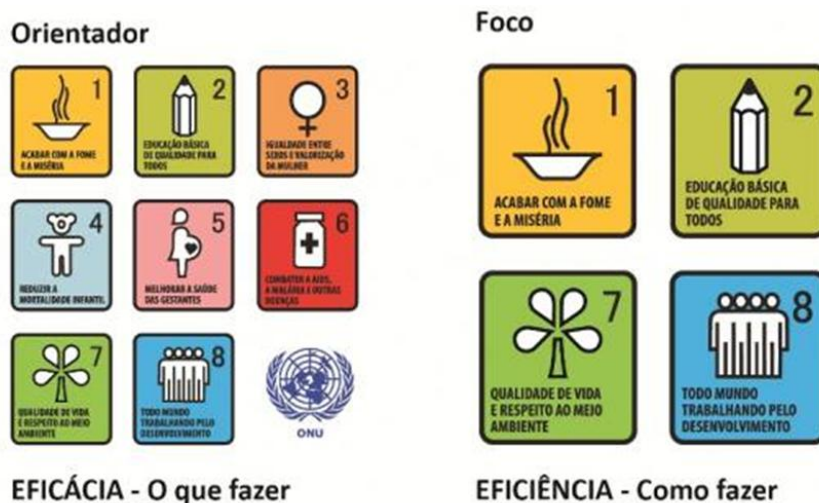 Orientador
1
ACABAR COM A FOME
E A MISÉRIA
2
EDUCAÇÃO BÁSICA
DE QUALIDADE PARA
TODOS
3
IGUALDADE ENTRE
SEXOS E VALORIZAÇÃO
DA MULHER
4
REDUZIR A
MORTALIDADE INFANTIL
5
MELHORAR A SAÚDE
DAS GESTANTES
6
COMBATER A AIDS,
A MALÁRIA E OUTRAS
DOENÇAS
7
QUALIDADE DE VIDA
E RESPEITO AO MEIO
AMBIENTE
8
TODO MUNDO
TRABALHANDO PELO
DESENVOLVIMENTO
ONU
EFICÁCIA - O que fazer
Foco
1
ACABAR COM A FOME
E A MISÉRIA
2
EDUCAÇÃO BÁSICA
DE QUALIDADE PARA
TODOS
7
QUALIDADE DE VIDA
E RESPEITO AO MEIO
AMBIENTE
8
TODO MUNDO
TRABALHANDO PELO
DESENVOLVIMENTO
EFICIÊNCIA - Como fazer